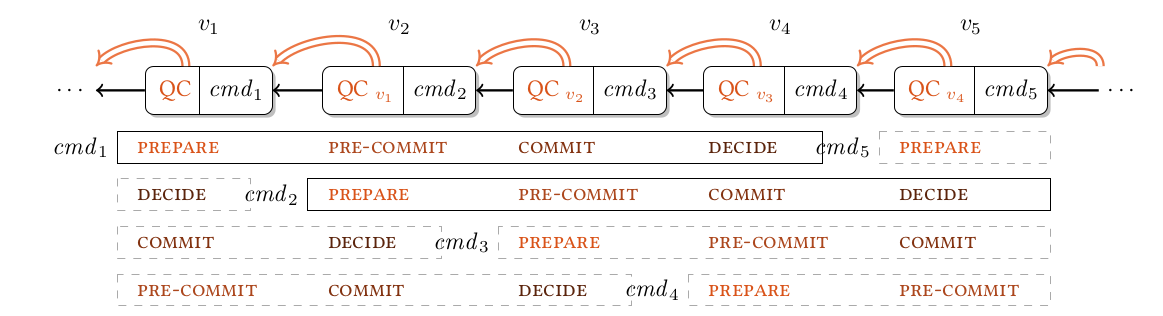 v₁ v₂ v₃ v₄ v₅
··· QC cmd₁ QC v₁ cmd₂ QC v₂ cmd₃ QC v₃ cmd₄ QC v₄ cmd₅ ···
cmd₁ PREPARE PRE-COMMIT COMMIT DECIDE cmd₅ PREPARE
DECIDE cmd₂ PREPARE PRE-COMMIT COMMIT DECIDE
COMMIT DECIDE cmd₃ PREPARE PRE-COMMIT COMMIT
PRE-COMMIT COMMIT DECIDE cmd₄ PREPARE PRE-COMMIT